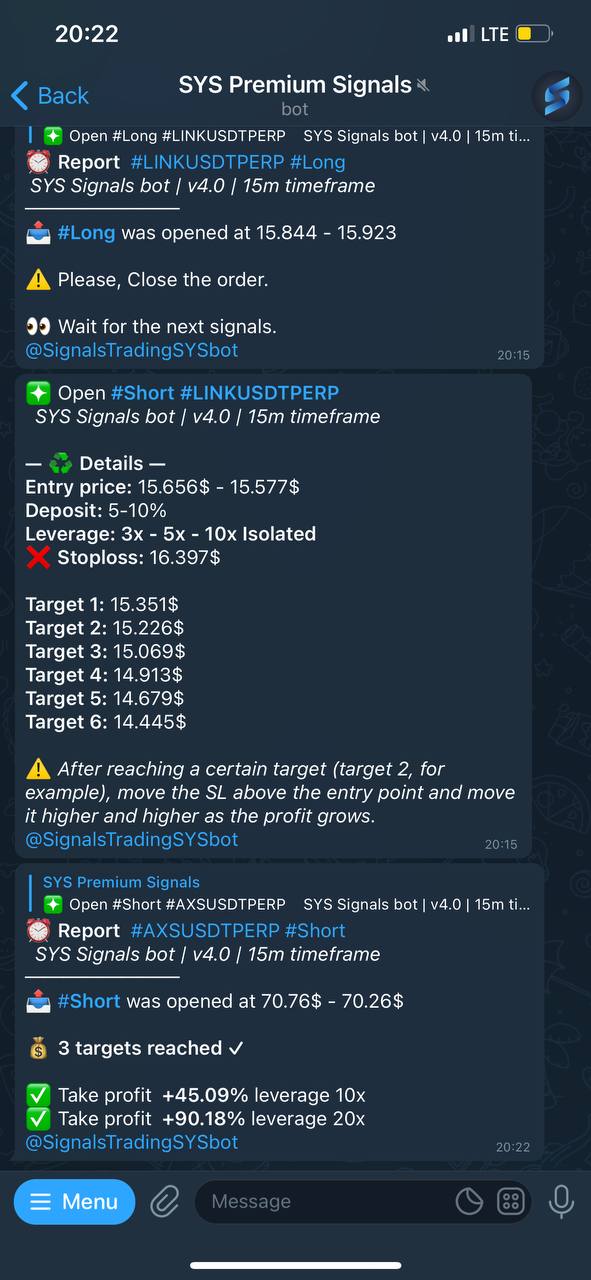 20:22
LTE
Back
SYS Premium Signals
bot
Open #Long #LINKUSDTPERP SYS Signals bot | v4.0 | 15m ti...
Report #LINKUSDTPERP #Long
SYS Signals bot | v4.0 | 15m timeframe
#Long was opened at 15.844 - 15.923
Please, Close the order.
Wait for the next signals.
@SignalsTradingSYSbot
20:15
Open #Short #LINKUSDTPERP
SYS Signals bot | v4.0 | 15m timeframe
— ♻️ Details —
Entry price: 15.656$ - 15.577$
Deposit: 5-10%
Leverage: 3x - 5x - 10x Isolated
❌ Stoploss: 16.397$
Target 1: 15.351$
Target 2: 15.226$
Target 3: 15.069$
Target 4: 14.913$
Target 5: 14.679$
Target 6: 14.445$
⚠️ After reaching a certain target (target 2, for
example), move the SL above the entry point and move
it higher and higher as the profit grows.
@SignalsTradingSYSbot
20:15
SYS Premium Signals
Open #Short #AXSUSDTPERP SYS Signals bot | v4.0 | 15m ti...
Report #AXSUSDTPERP #Short
SYS Signals bot | v4.0 | 15m timeframe
#Short was opened at 70.76$ - 70.26$
3 targets reached ✓
Take profit +45.09% leverage 10x
Take profit +90.18% leverage 20x
@SignalsTradingSYSbot
20:22
Menu
Message